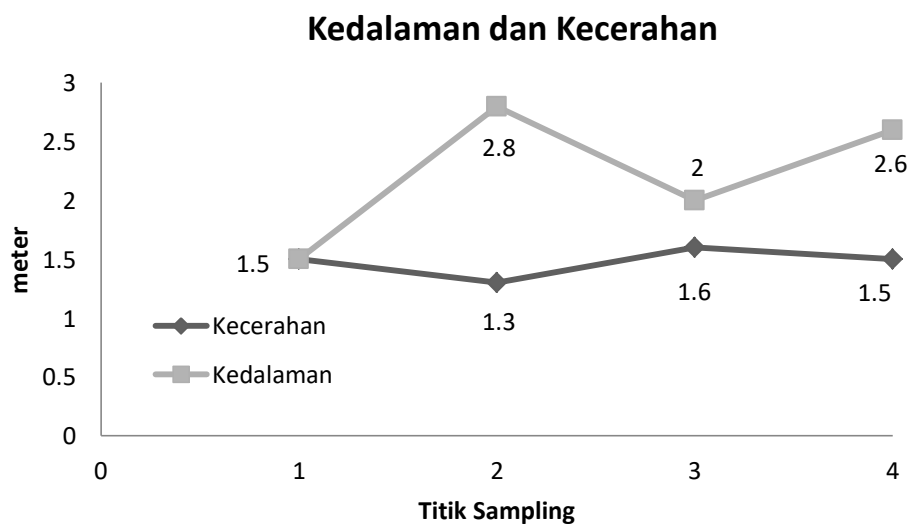 Kedalaman dan Kecerahan
3
2.5
2
1.5
1
0.5
0
meter
2.8
2
2.6
1.5
1.3
1.6
1.5
Kecerahan
Kedalaman
0 1 2 3 4
Titik Sampling